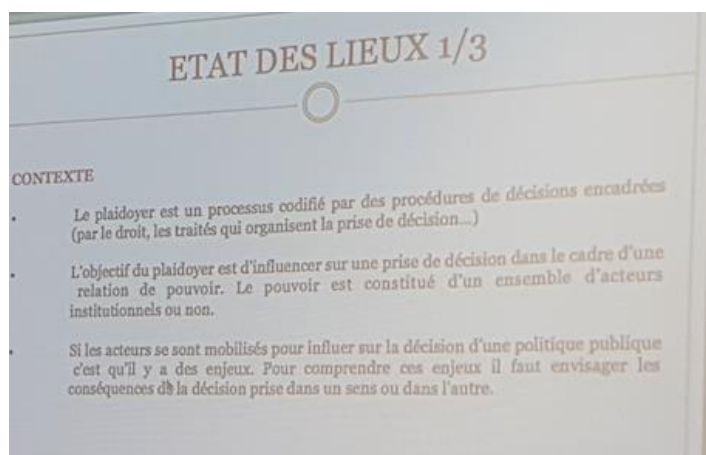 ETAT DES LIEUX 1/3
CONTEXTE
• Le plaidoyer est un processus codifié par des procédures de décisions encadrées
(par le droit, les traités qui organisent la prise de décision...)
• L'objectif du plaidoyer est d'influencer sur une prise de décision dans le cadre d'une
relation de pouvoir. Le pouvoir est constitué d'un ensemble d'acteurs
institutionnels ou non.
• Si les acteurs se sont mobilisés pour influer sur la décision d'une politique publique
c'est qu'il y a des enjeux. Pour comprendre ces enjeux il faut envisager les
conséquences de la décision prise dans un sens ou dans l'autre.